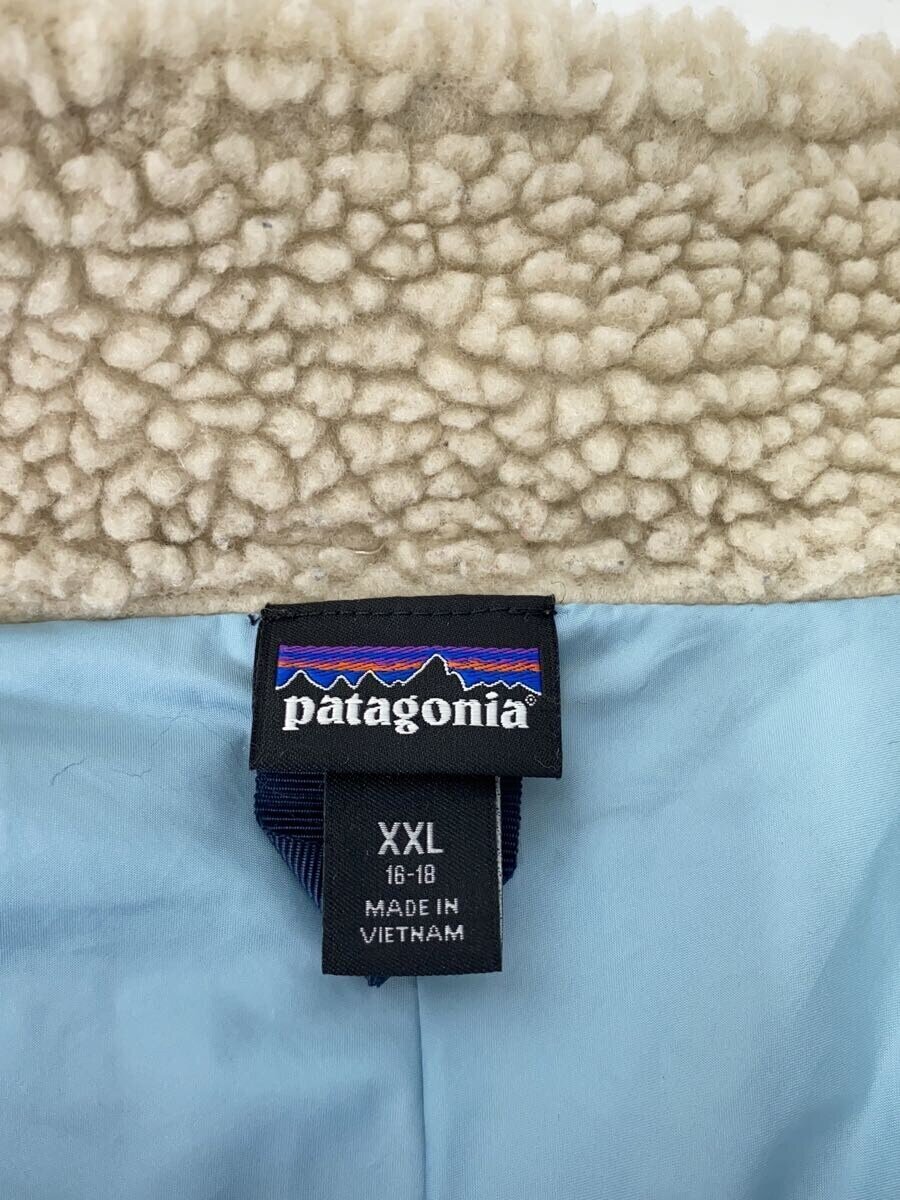 patagonia®
XXL
16-18
MADE IN
VIETNAM